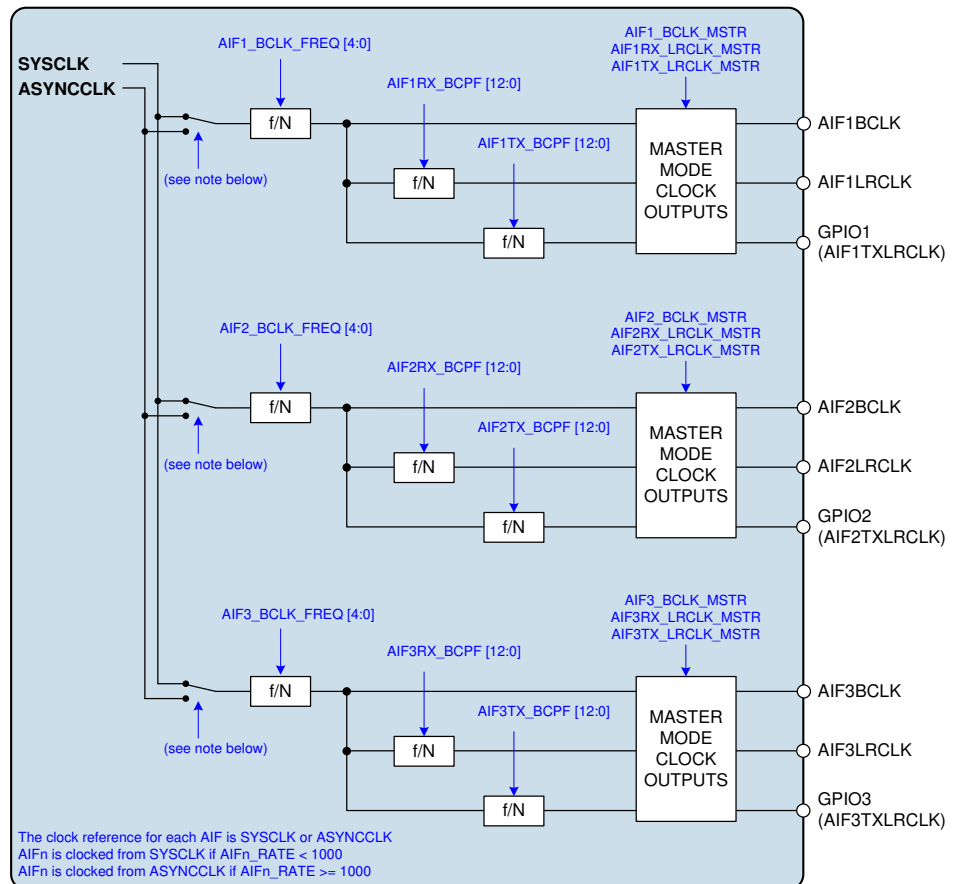 SYSCLK
ASYNCCLK
AIF1_BCLK_FREQ [4:0]
AIF1RX_BCPF [12:0]
AIF1TX_BCPF [12:0]
AIF1_BCLK_MSTR
AIF1RX_LRCLK_MSTR
AIF1TX_LRCLK_MSTR
(see note below)
f/N
f/N
f/N
MASTER
MODE
CLOCK
OUTPUTS
AIF1BCLK
AIF1LRCLK
GPIO1
(AIF1TXLRCLK)
AIF2_BCLK_FREQ [4:0]
AIF2RX_BCPF [12:0]
AIF2TX_BCPF [12:0]
AIF2_BCLK_MSTR
AIF2RX_LRCLK_MSTR
AIF2TX_LRCLK_MSTR
(see note below)
f/N
f/N
f/N
MASTER
MODE
CLOCK
OUTPUTS
AIF2BCLK
AIF2LRCLK
GPIO2
(AIF2TXLRCLK)
AIF3_BCLK_FREQ [4:0]
AIF3RX_BCPF [12:0]
AIF3TX_BCPF [12:0]
AIF3_BCLK_MSTR
AIF3RX_LRCLK_MSTR
AIF3TX_LRCLK_MSTR
(see note below)
f/N
f/N
f/N
MASTER
MODE
CLOCK
OUTPUTS
AIF3BCLK
AIF3LRCLK
GPIO3
(AIF3TXLRCLK)
The clock reference for each AIF is SYSCLK or ASYNCCLK
AIFn is clocked from SYSCLK if AIFn_RATE < 1000
AIFn is clocked from ASYNCCLK if AIFn_RATE >= 1000